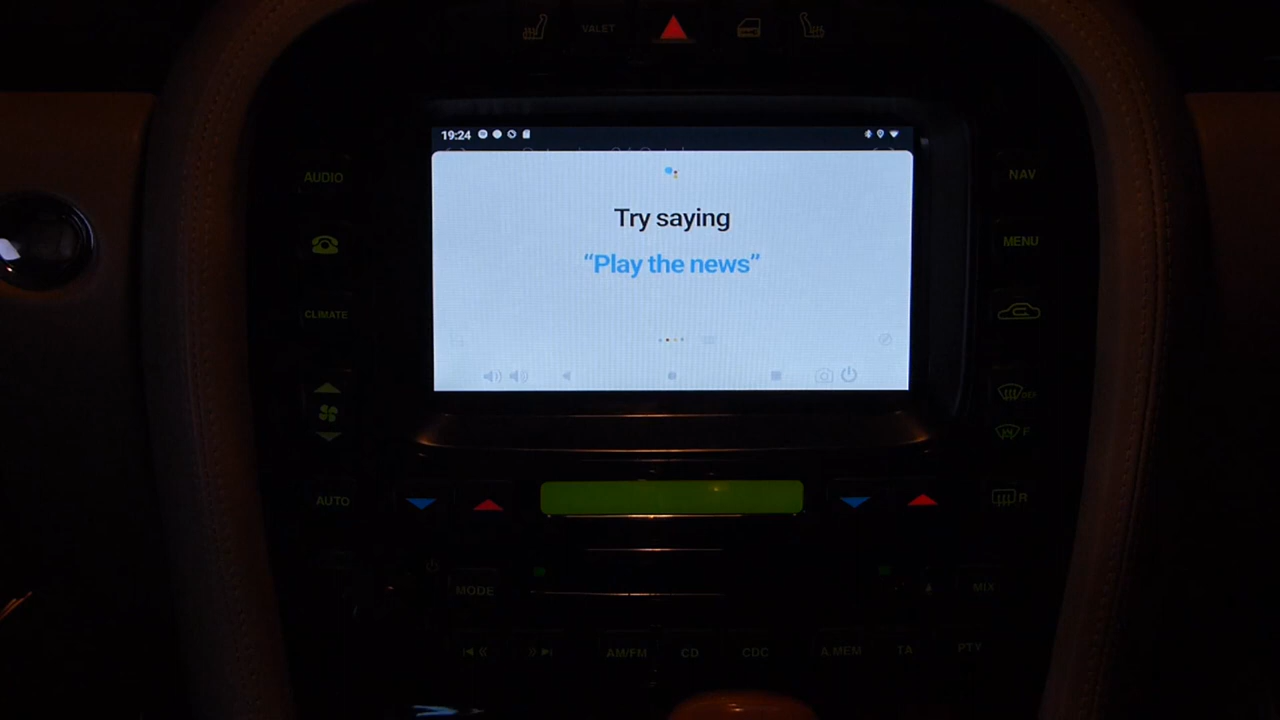 VALET
19:24
AUDIO
NAV
Try saying
MENU
“Play the news”
CLIMATE
F
AUTO
R
MODE
MIX
AM/FM
CD
CDC
A.MEM
TA
PTY